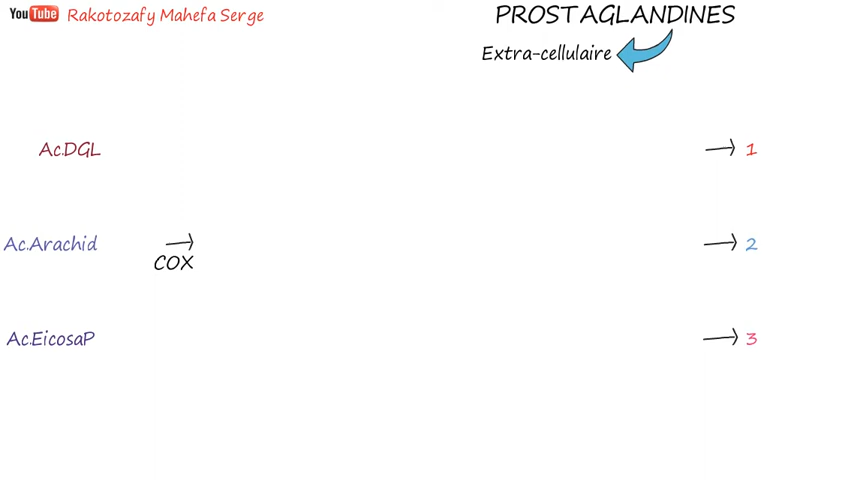 YouTube Rakotozafy Mahefa Serge
PROSTAGLANDINES
Extra-cellulaire
Ac.DGL → 1
Ac.Arachid → → 2
COX
Ac.EicosaP → 3